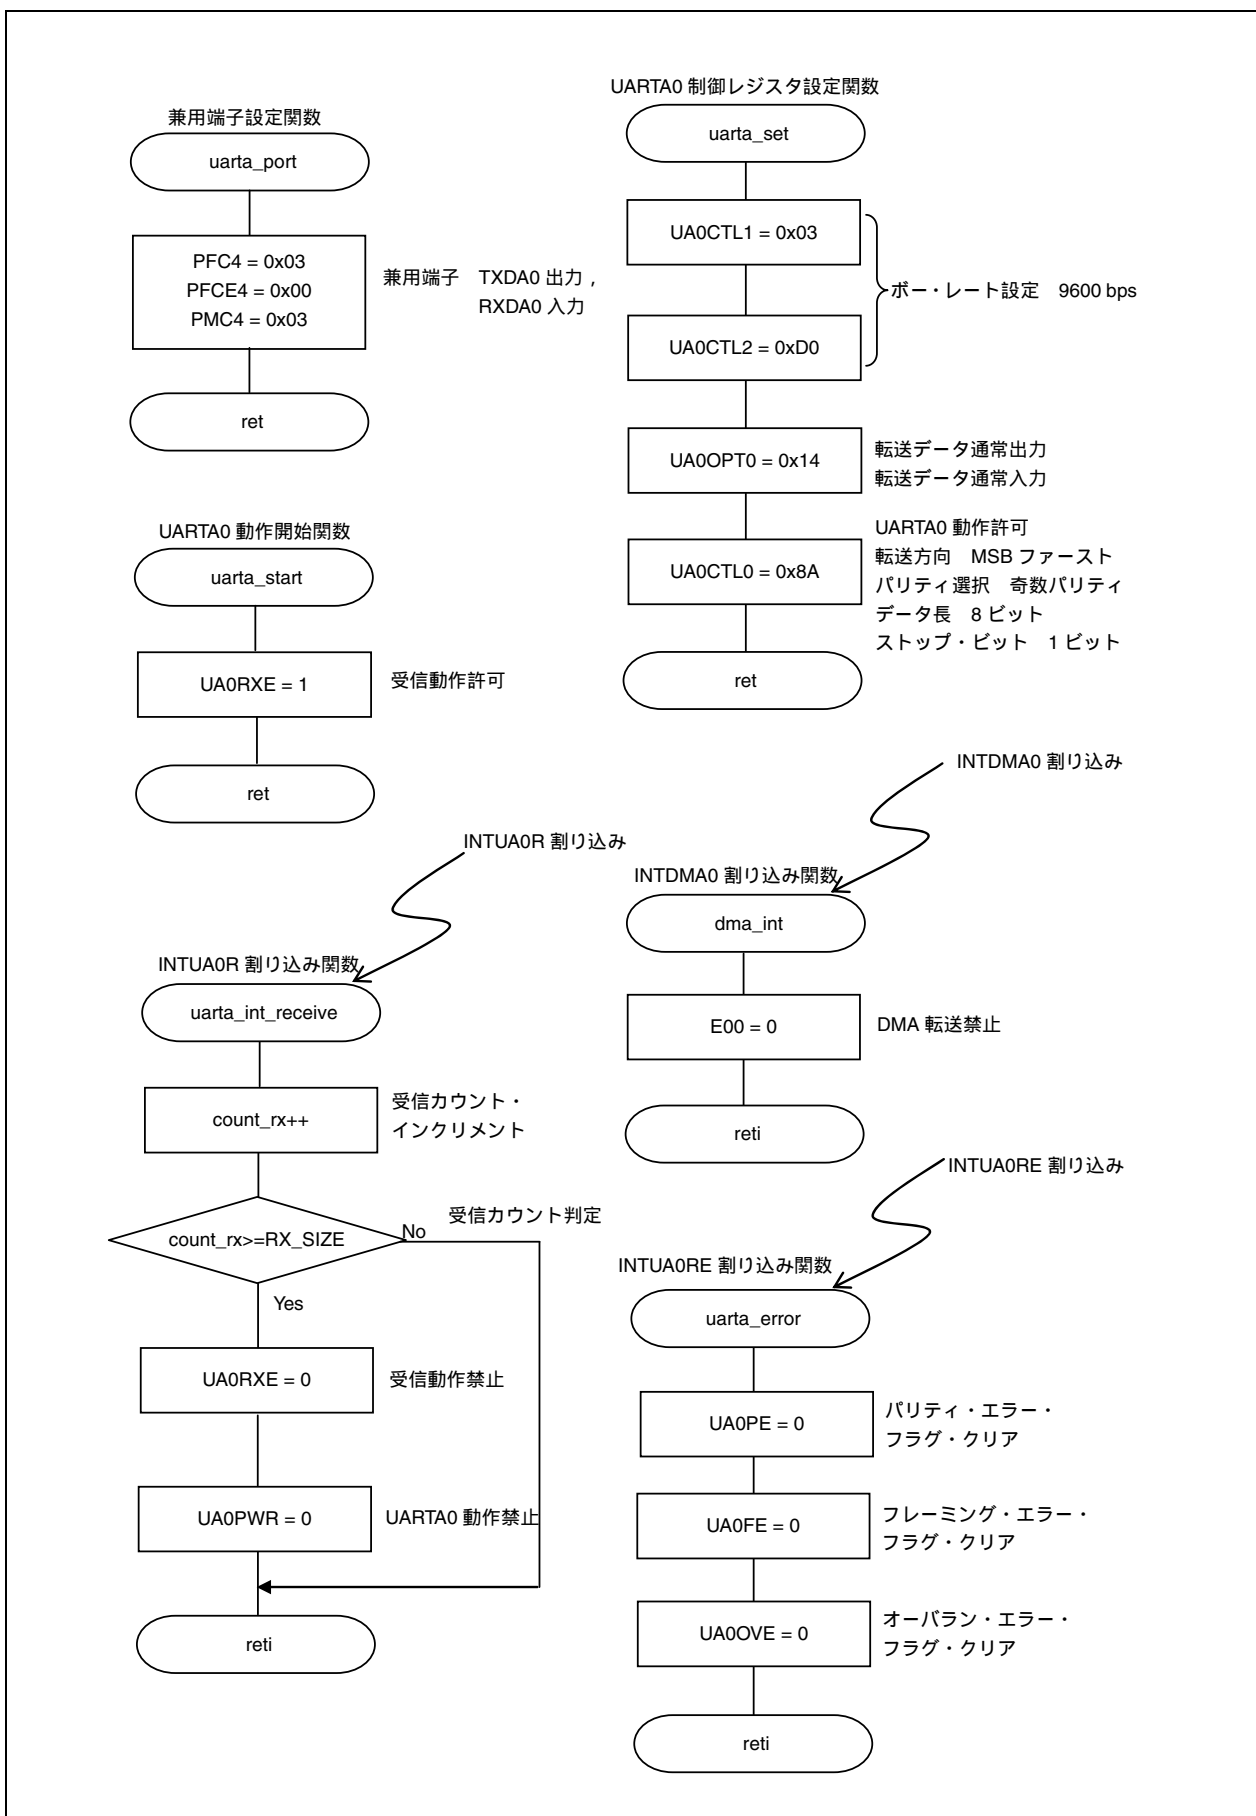 兼用端子設定関数
uarta_port
PFC4 = 0x03
PFCE4 = 0x00
PMC4 = 0x03
兼用端子　TXDA0 出力 ,
RXDA0 入力
ret
UARTA0 動作開始関数
uarta_start
UA0RXE = 1
受信動作許可
ret
INTUA0R 割り込み
INTUA0R 割り込み関数
uarta_int_receive
count_rx++
受信カウント・
インクリメント
count_rx>=RX_SIZE
No
受信カウント判定
Yes
UA0RXE = 0
受信動作禁止
UA0PWR = 0
UARTA0 動作禁止
reti
UARTA0 制御レジスタ設定関数
uarta_set
UA0CTL1 = 0x03
ボー・レート設定　9600 bps
UA0CTL2 = 0xD0
UA0OPT0 = 0x14
転送データ通常出力
転送データ通常入力
UA0CTL0 = 0x8A
UARTA0 動作許可
転送方向　MSB ファースト
パリティ選択　奇数パリティ
データ長　8 ビット
ストップ・ビット　1 ビット
ret
INTDMA0 割り込み
INTDMA0 割り込み関数
dma_int
E00 = 0
DMA 転送禁止
reti
INTUA0RE 割り込み
INTUA0RE 割り込み関数
uarta_error
UA0PE = 0
パリティ・エラー・
フラグ・クリア
UA0FE = 0
フレーミング・エラー・
フラグ・クリア
UA0OVE = 0
オーバラン・エラー・
フラグ・クリア
reti